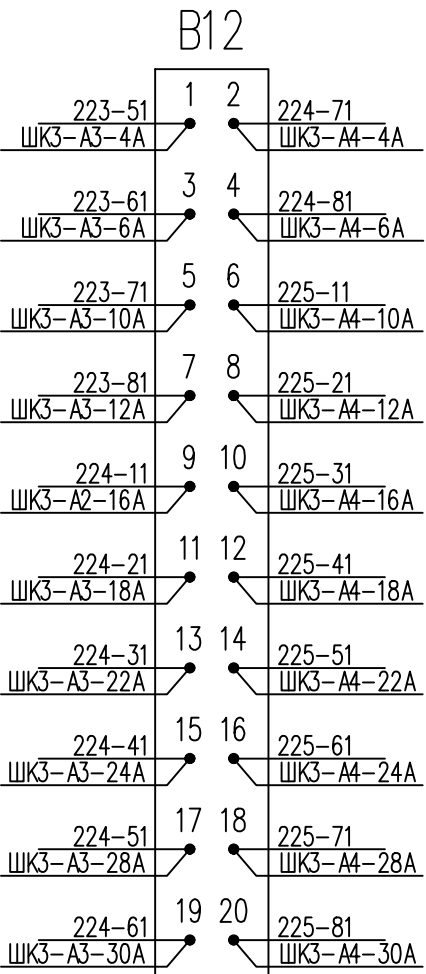 В12
223-51 1 2 224-71
ШК3-А3-4А ШК3-А4-4А
223-61 3 4 224-81
ШК3-А3-6А ШК3-А4-6А
223-71 5 6 225-11
ШК3-А3-10А ШК3-А4-10А
223-81 7 8 225-21
ШК3-А3-12А ШК3-А4-12А
224-11 9 10 225-31
ШК3-А2-16А ШК3-А4-16А
224-21 11 12 225-41
ШК3-А3-18А ШК3-А4-18А
224-31 13 14 225-51
ШК3-А3-22А ШК3-А4-22А
224-41 15 16 225-61
ШК3-А3-24А ШК3-А4-24А
224-51 17 18 225-71
ШК3-А3-28А ШК3-А4-28А
224-61 19 20 225-81
ШК3-А3-30А ШК3-А4-30А